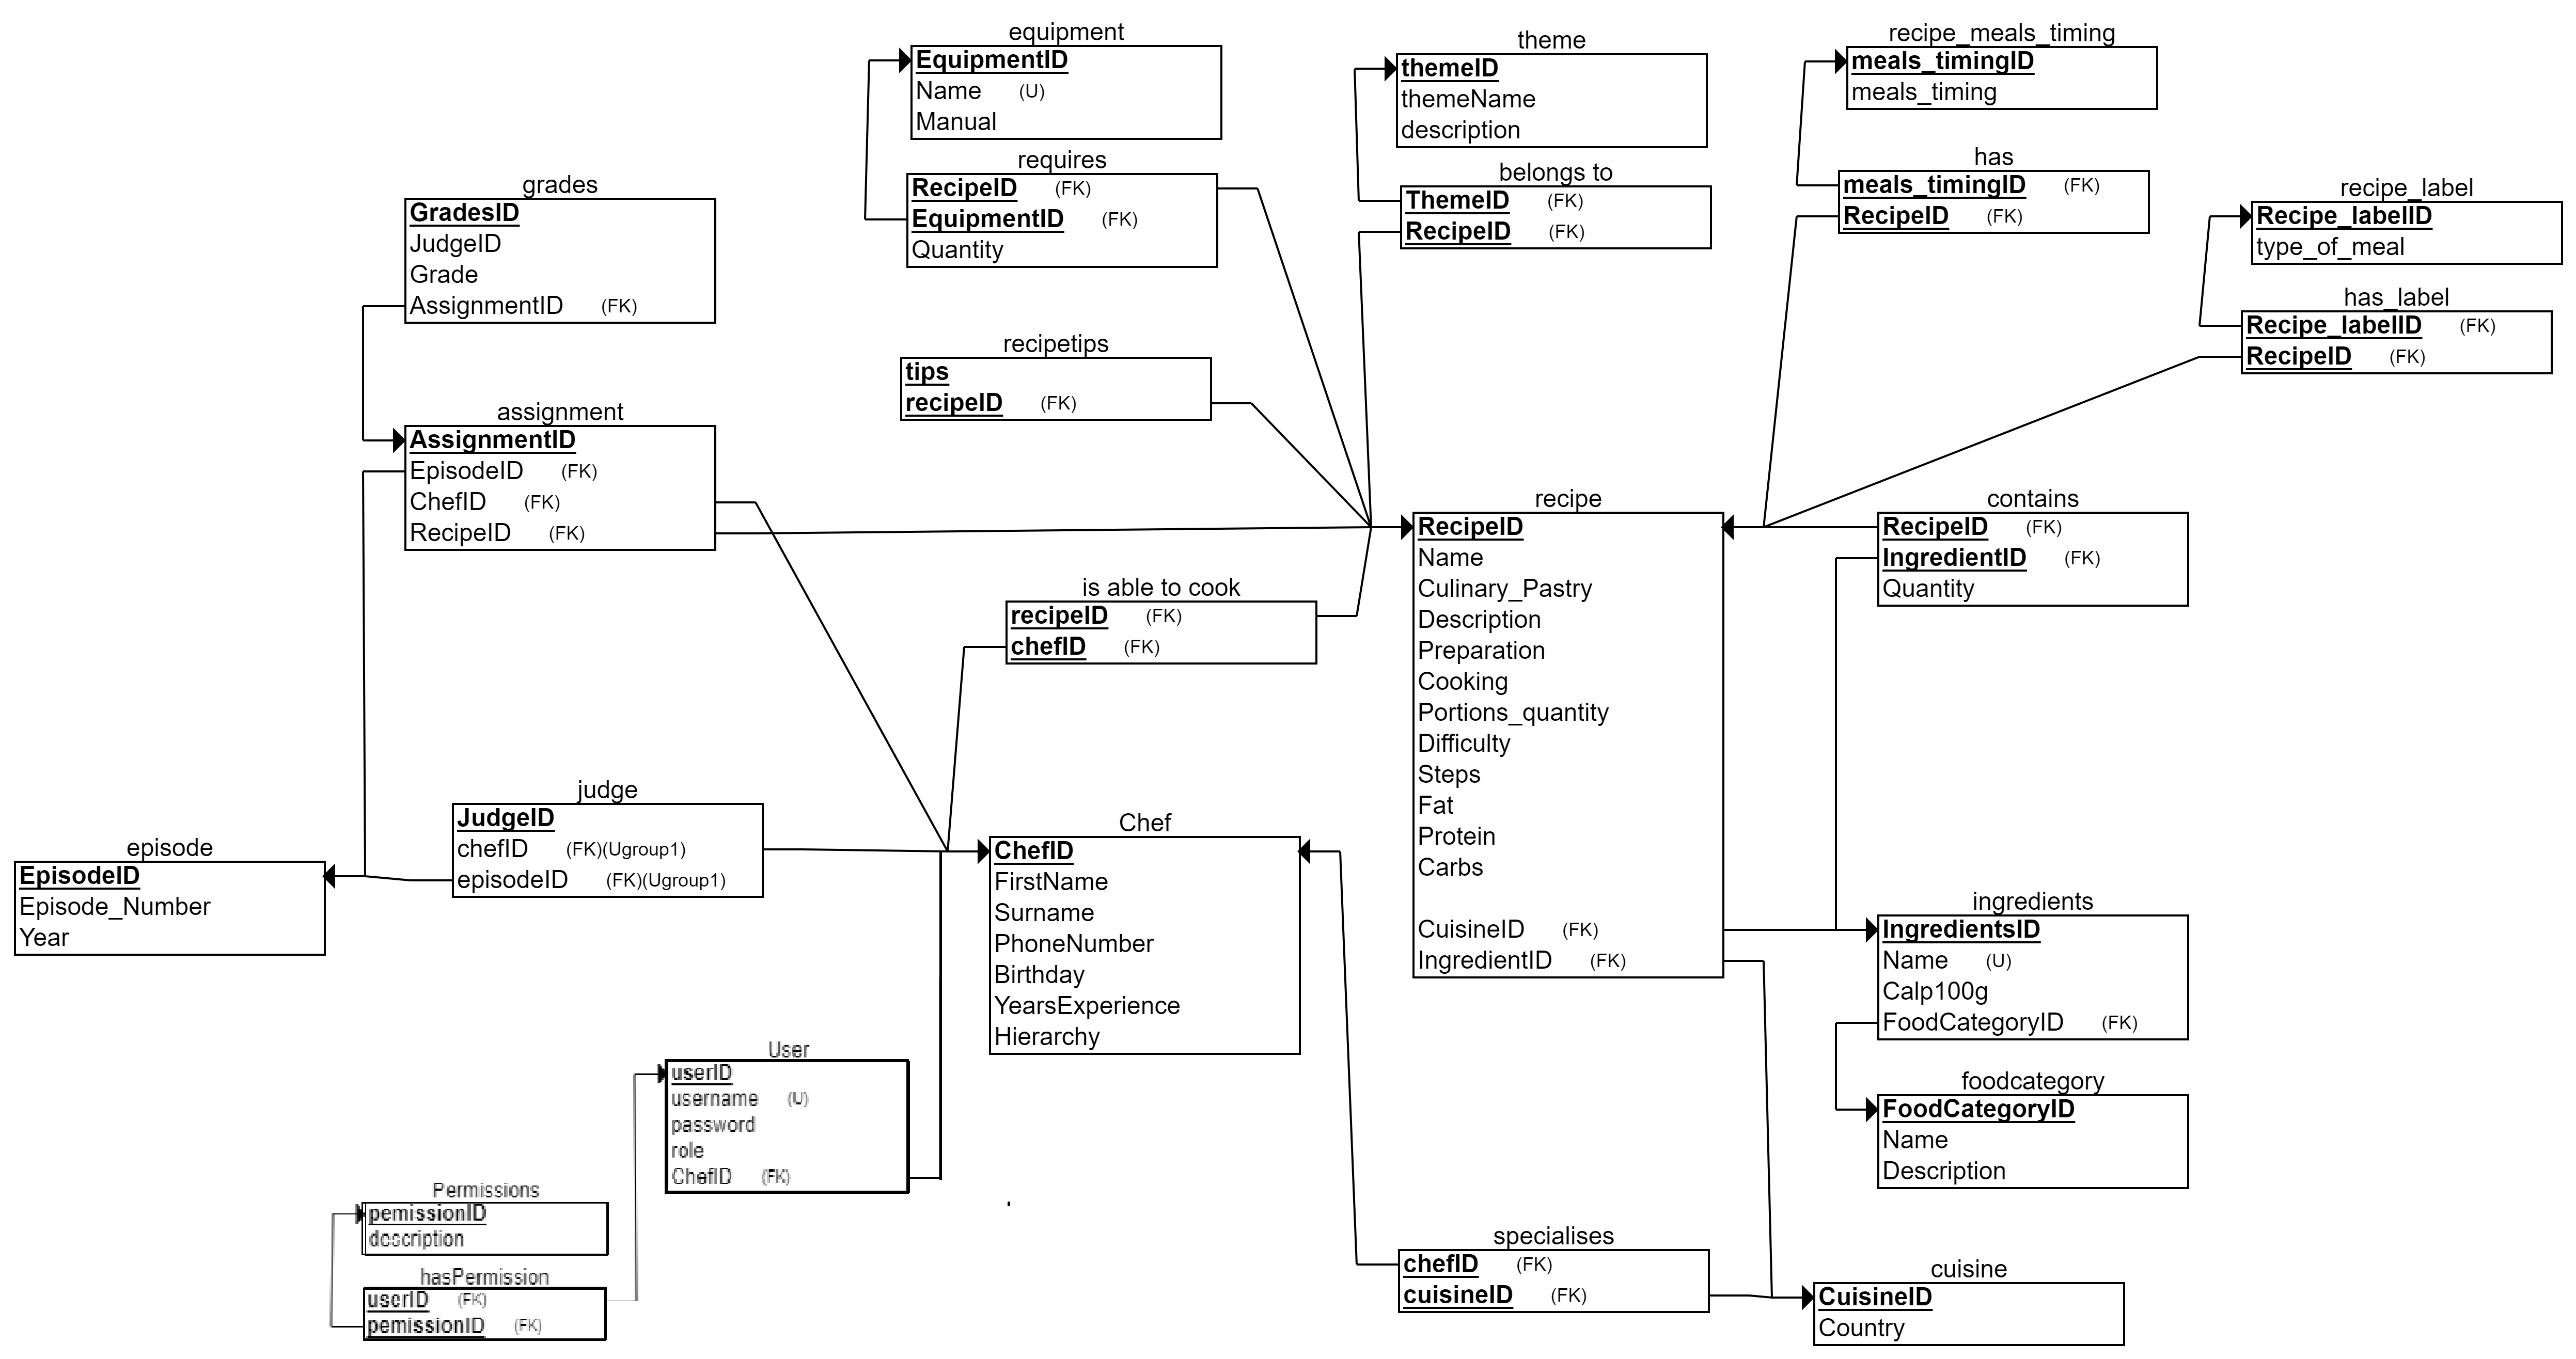 equipment
EquipmentID
Name (U)
Manual
theme
themeID
themeName
description
recipe_meals_timing
meals_timingID
meals_timing
requires
RecipeID (FK)
EquipmentID (FK)
Quantity
belongs to
ThemeID (FK)
RecipeID (FK)
has
meals_timingID (FK)
RecipeID (FK)
recipe_label
Recipe_labelID
type_of_meal
has_label
Recipe_labelID (FK)
RecipeID (FK)
grades
GradesID
JudgeID
Grade
AssignmentID (FK)
recipetips
tips
recipeID (FK)
assignment
AssignmentID
EpisodeID (FK)
ChefID (FK)
RecipeID (FK)
recipe
RecipeID
Name
Culinary_Pastry
Description
Preparation
Cooking
Portions_quantity
Difficulty
Steps
Fat
Protein
Carbs
CuisineID (FK)
IngredientID (FK)
contains
RecipeID (FK)
IngredientID (FK)
Quantity
is able to cook
recipeID (FK)
chefID (FK)
judge
JudgeID
chefID (FK)(Ugroup1)
episodeID (FK)(Ugroup1)
episode
EpisodeID
Episode_Number
Year
Chef
ChefID
FirstName
Surname
PhoneNumber
Birthday
YearsExperience
Hierarchy
ingredients
IngredientsID
Name (U)
Calp100g
FoodCategoryID (FK)
foodcategory
FoodCategoryID
Name
Description
User
userID
username (U)
password
role
ChefID (FK)
Permissions
pemissionID
description
hasPermission
userID (FK)
pemissionID (FK)
specialises
chefID (FK)
cuisineID (FK)
cuisine
CuisineID
Country